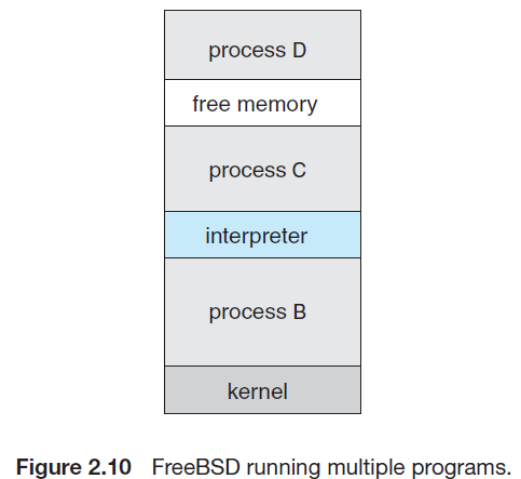 process D
free memory
process C
interpreter
process B
kernel
Figure 2.10 FreeBSD running multiple programs.